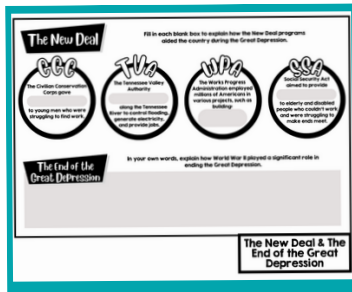 The New Deal
Fill in each blank box to explain how the New Deal programs
aided the country during the Great Depression.
CCC
The Civilian Conservation
Corps gave
to young men who were
struggling to find work.
TVA
The Tennessee Valley
Authority
along the Tennessee
River to control flooding,
generate electricity,
and provide jobs.
WPA
The Works Progress
Administration employed
millions of Americans in
various projects, such as
building:
SSA
Social Security Act
aimed to provide
to elderly and disabled
people who couldn't work
and were struggling to
make ends meet.
The End of the
Great Depression
In your own words, explain how World War II played a significant role in
ending the Great Depression.
The New Deal & The
End of the Great
Depression